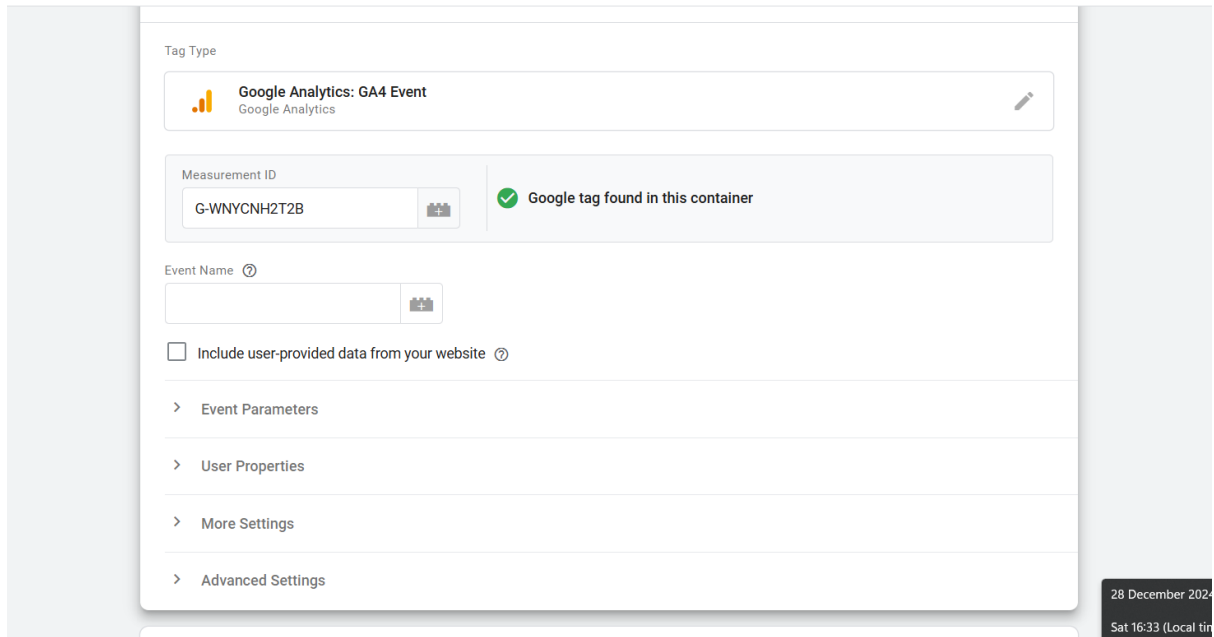 Tag Type
Google Analytics: GA4 Event
Google Analytics
Measurement ID
G-WNYCNH2T2B
Google tag found in this container
Event Name
Include user-provided data from your website
Event Parameters
User Properties
More Settings
Advanced Settings
28 December 2024
Sat 16:33 (Local tim